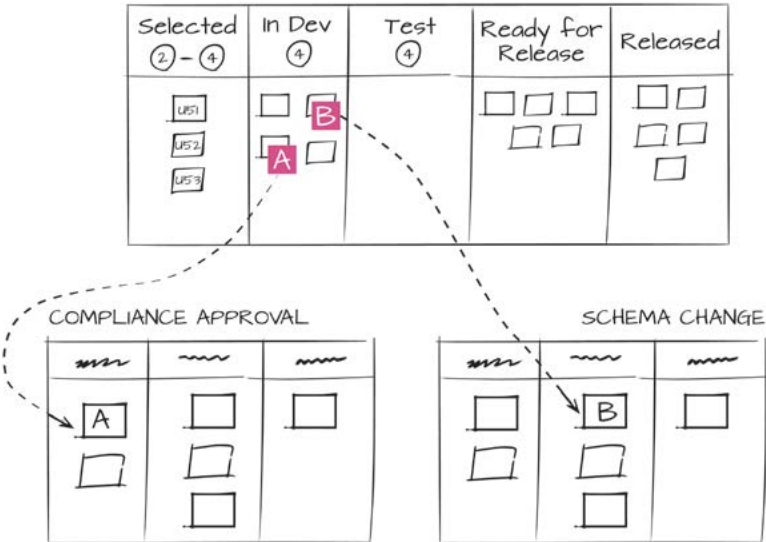 Selected
2 - 4
In Dev
4
Test
4
Ready for
Release
Released
US1
US2
US3
B
A
COMPLIANCE APPROVAL
SCHEMA CHANGE
A
B